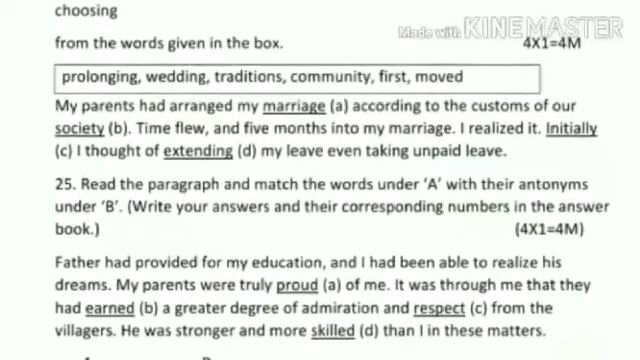 choosing
Made with KINEMASTER
from the words given in the box. 4X1=4M
prolonging, wedding, traditions, community, first, moved
My parents had arranged my marriage (a) according to the customs of our
society (b). Time flew, and five months into my marriage. I realized it. Initially
(c) I thought of extending (d) my leave even taking unpaid leave.
25. Read the paragraph and match the words under ‘A’ with their antonyms
under ‘B’. (Write your answers and their corresponding numbers in the answer
book.) (4X1=4M)
Father had provided for my education, and I had been able to realize his
dreams. My parents were truly proud (a) of me. It was through me that they
had earned (b) a greater degree of admiration and respect (c) from the
villagers. He was stronger and more skilled (d) than I in these matters.